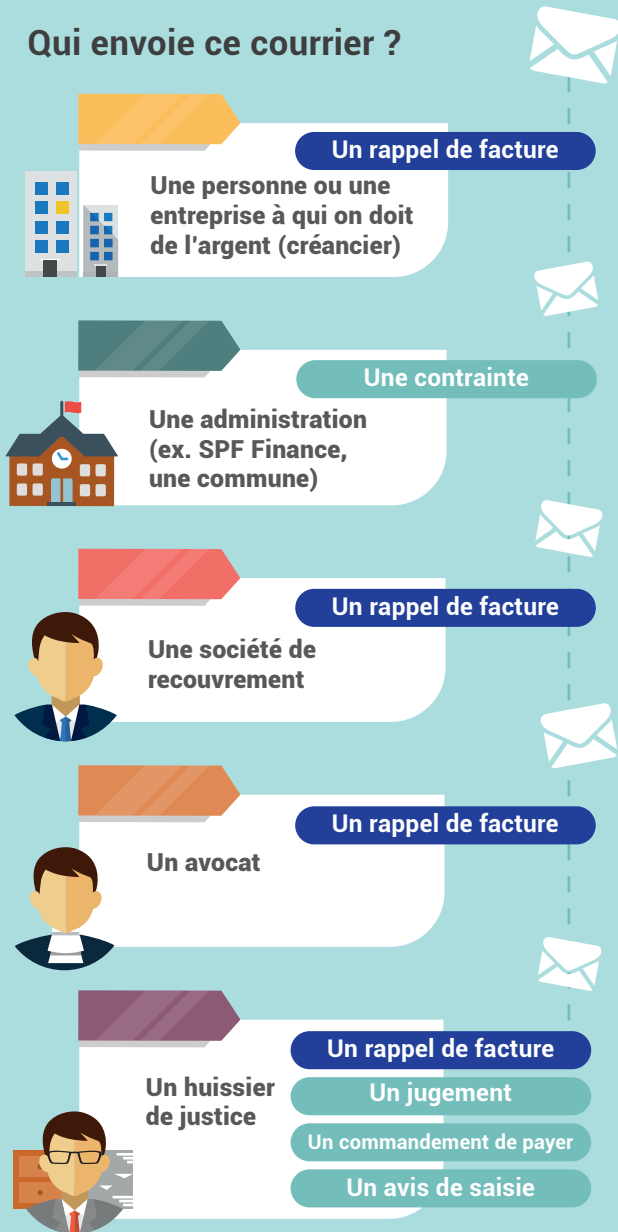 Qui envoie ce courrier ?
Un rappel de facture
Une personne ou une
entreprise à qui on doit
de l'argent (créancier)
Une contrainte
Une administration
(ex. SPF Finance,
une commune)
Un rappel de facture
Une société de
recouvrement
Un rappel de facture
Un avocat
Un rappel de facture
Un huissier
de justice
Un jugement
Un commandement de payer
Un avis de saisie